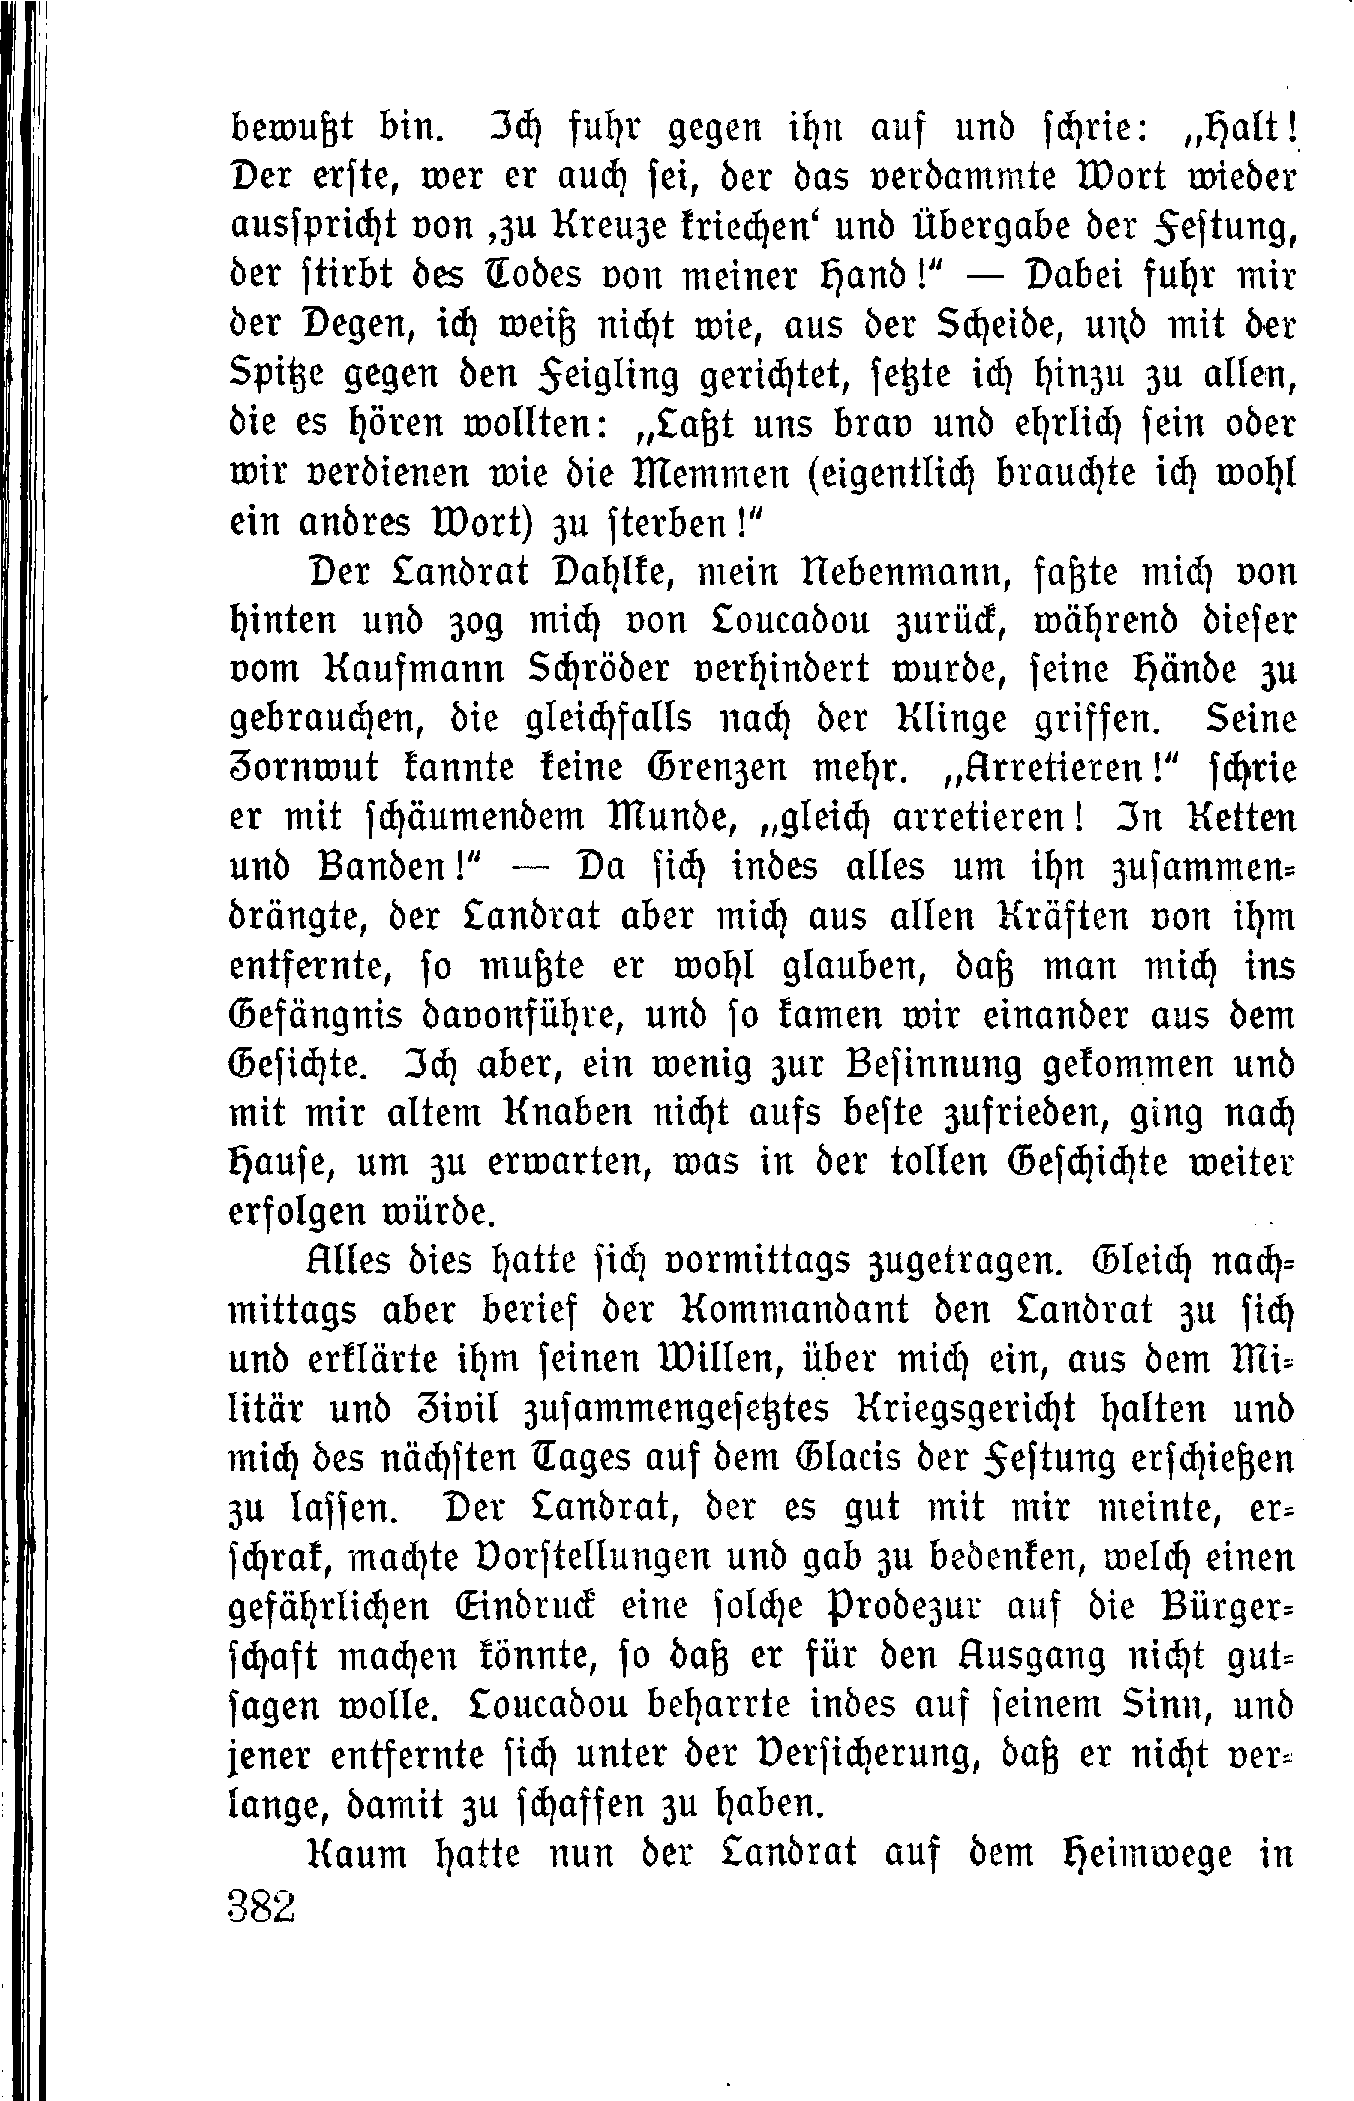 bewußt bin. Ich fuhr gegen ihn auf und schrie: „Halt!
Der erste, wer er auch sei, der das verdammte Wort wieder
ausspricht von ‚zu Kreuze kriechen‘ und Übergabe der Festung,
der stirbt des Todes von meiner Hand!“ — Dabei fuhr mir
der Degen, ich weiß nicht wie, aus der Scheide, und mit der
Spitze gegen den Feigling gerichtet, setzte ich hinzu zu allen,
die es hören wollten: „Laßt uns brav und ehrlich sein oder
wir verdienen wie die Memmen (eigentlich brauchte ich wohl
ein andres Wort) zu sterben!“
Der Landrat Dahlke, mein Nebenmann, faßte mich von
hinten und zog mich von Loucadou zurück, während dieser
vom Kaufmann Schröder verhindert wurde, seine Hände zu
gebrauchen, die gleichfalls nach der Klinge griffen. Seine
Zornwut kannte keine Grenzen mehr. „Arretieren!“ schrie
er mit schäumendem Munde, „gleich arretieren! In Ketten
und Banden!“ — Da sich indes alles um ihn zusammen-
drängte, der Landrat aber mich aus allen Kräften von ihm
entfernte, so mußte er wohl glauben, daß man mich ins
Gefängnis davonführe, und so kamen wir einander aus dem
Gesichte. Ich aber, ein wenig zur Besinnung gekommen und
mit mir altem Knaben nicht aufs beste zufrieden, ging nach
Hause, um zu erwarten, was in der tollen Geschichte weiter
erfolgen würde.
Alles dies hatte sich vormittags zugetragen. Gleich nach-
mittags aber berief der Kommandant den Landrat zu sich
und erklärte ihm seinen Willen, über mich ein, aus dem Mi-
litär und Zivil zusammengesetztes Kriegsgericht halten und
mich des nächsten Tages auf dem Glacis der Festung erschießen
zu lassen. Der Landrat, der es gut mit mir meinte, er-
schrak, machte Vorstellungen und gab zu bedenken, welch einen
gefährlichen Eindruck eine solche Prodezur auf die Bürger-
schaft machen könnte, so daß er für den Ausgang nicht gut-
sagen wolle. Loucadou beharrte indes auf seinem Sinn, und
jener entfernte sich unter der Versicherung, daß er nicht ver-
lange, damit zu schaffen zu haben.
Kaum hatte nun der Landrat auf dem Heimwege in
382